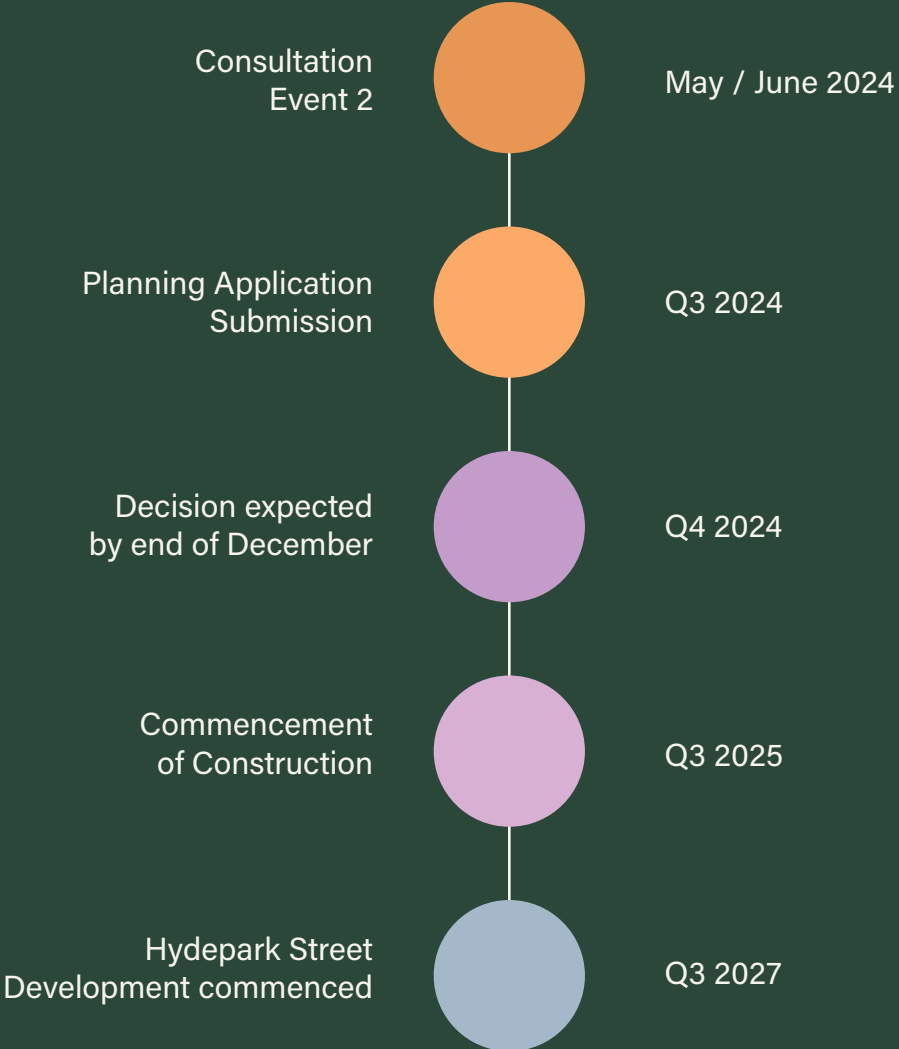 Consultation
Event 2
May / June 2024
Planning Application
Submission
Q3 2024
Decision expected
by end of December
Q4 2024
Commencement
of Construction
Q3 2025
Hydepark Street
Development commenced
Q3 2027